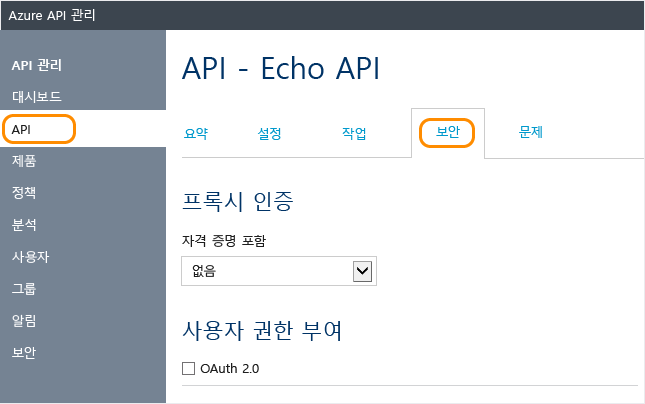 Azure API 관리
API 관리
대시보드
API
제품
정책
분석
사용자
그룹
알림
보안
API - Echo API
요약 설정 작업 보안 문제
프록시 인증
자격 증명 포함
없음
사용자 권한 부여
OAuth 2.0